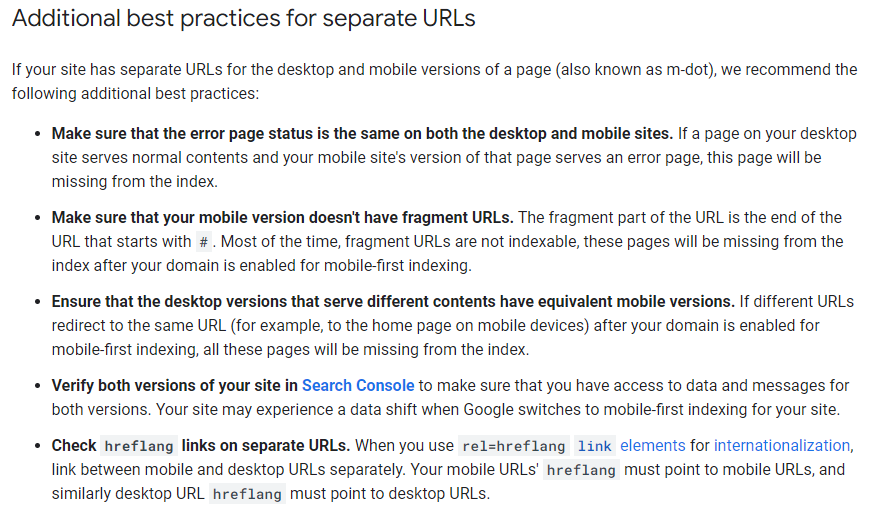 Additional best practices for separate URLs
If your site has separate URLs for the desktop and mobile versions of a page (also known as m-dot), we recommend the
following additional best practices:
• Make sure that the error page status is the same on both the desktop and mobile sites. If a page on your desktop
site serves normal contents and your mobile site's version of that page serves an error page, this page will be
missing from the index.
• Make sure that your mobile version doesn't have fragment URLs. The fragment part of the URL is the end of the
URL that starts with #. Most of the time, fragment URLs are not indexable, these pages will be missing from the
index after your domain is enabled for mobile-first indexing.
• Ensure that the desktop versions that serve different contents have equivalent mobile versions. If different URLs
redirect to the same URL (for example, to the home page on mobile devices) after your domain is enabled for
mobile-first indexing, all these pages will be missing from the index.
• Verify both versions of your site in Search Console to make sure that you have access to data and messages for
both versions. Your site may experience a data shift when Google switches to mobile-first indexing for your site.
• Check hreflang links on separate URLs. When you use rel=hreflang link elements for internationalization,
link between mobile and desktop URLs separately. Your mobile URLs' hreflang must point to mobile URLs, and
similarly desktop URL hreflang must point to desktop URLs.